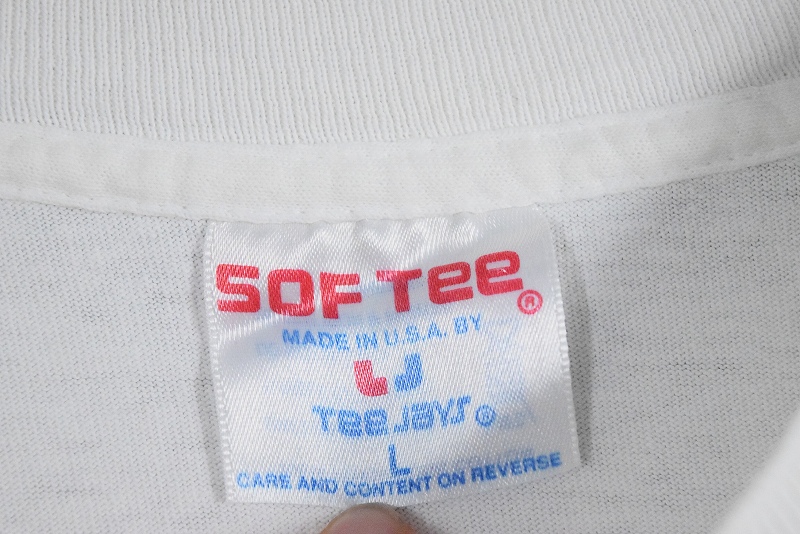 SOF TEE®
MADE IN U.S.A. BY
TEE JAYS®
L
CARE AND CONTENT ON REVERSE